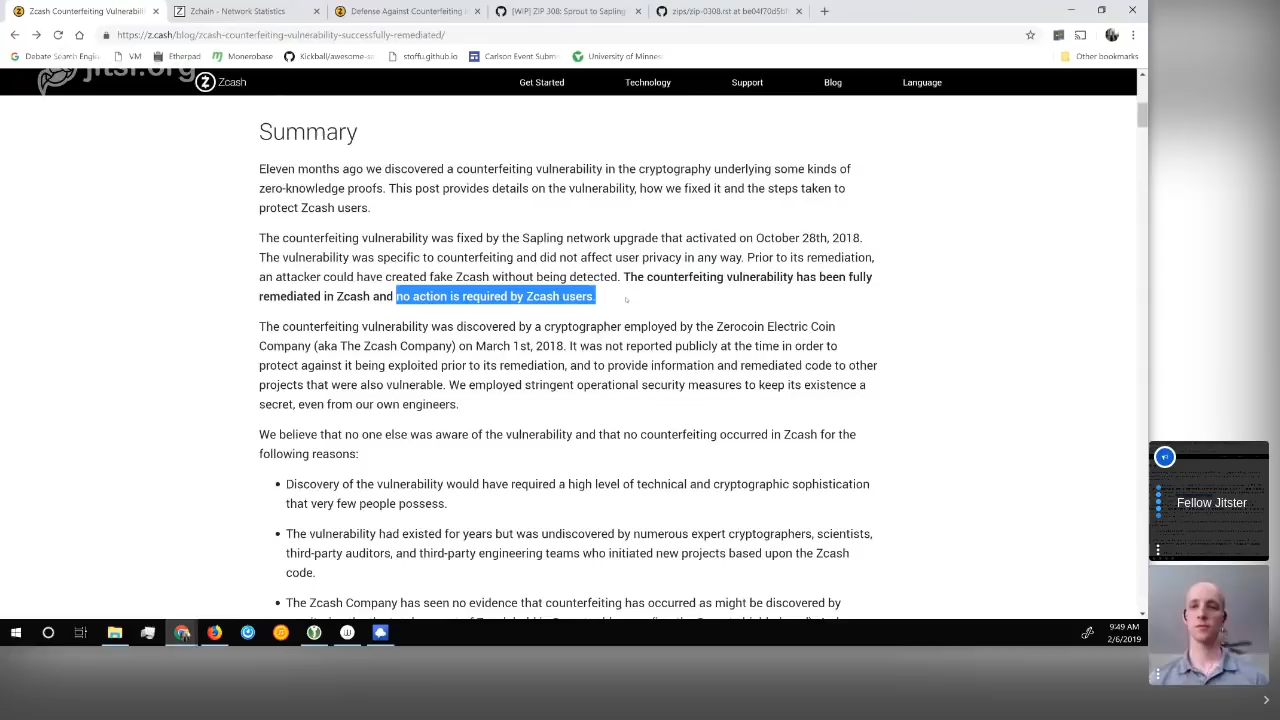 Zcash Counterfeiting Vulnerabili
Zchain - Network Statistics
Defense Against Counterfeiting i
[WIP] ZIP 308: Sprout to Sapling
zips/zip-0308.rst at be04f70d5bf
https://z.cash/blog/zcash-counterfeiting-vulnerability-successfully-remediated/
Debate Search Engin
VM
Etherpad
Monerobase
Kickball/awesome-se
stoffu.github.io
Carlson Event Subm
University of Minnes
Other bookmarks
jitsi.org
Zcash
Get Started
Technology
Support
Blog
Language
Summary
Eleven months ago we discovered a counterfeiting vulnerability in the cryptography underlying some kinds of
zero-knowledge proofs. This post provides details on the vulnerability, how we fixed it and the steps taken to
protect Zcash users.
The counterfeiting vulnerability was fixed by the Sapling network upgrade that activated on October 28th, 2018.
The vulnerability was specific to counterfeiting and did not affect user privacy in any way. Prior to its remediation,
an attacker could have created fake Zcash without being detected. The counterfeiting vulnerability has been fully
remediated in Zcash and no action is required by Zcash users.
The counterfeiting vulnerability was discovered by a cryptographer employed by the Zerocoin Electric Coin
Company (aka The Zcash Company) on March 1st, 2018. It was not reported publicly at the time in order to
protect against it being exploited prior to its remediation, and to provide information and remediated code to other
projects that were also vulnerable. We employed stringent operational security measures to keep its existence a
secret, even from our own engineers.
We believe that no one else was aware of the vulnerability and that no counterfeiting occurred in Zcash for the
following reasons:
• Discovery of the vulnerability would have required a high level of technical and cryptographic sophistication
that very few people possess.
• The vulnerability had existed for years but was undiscovered by numerous expert cryptographers, scientists,
third-party auditors, and third-party engineering teams who initiated new projects based upon the Zcash
code.
• The Zcash Company has seen no evidence that counterfeiting has occurred as might be discovered by
Fellow Jitster
9:49 AM
2/6/2019